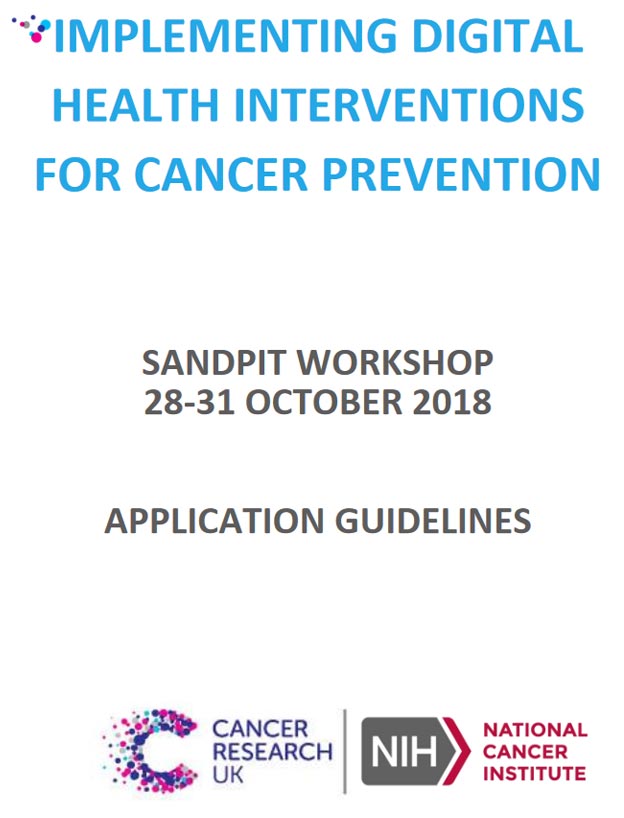 IMPLEMENTING DIGITAL
HEALTH INTERVENTIONS
FOR CANCER PREVENTION
SANDPIT WORKSHOP
28-31 OCTOBER 2018
APPLICATION GUIDELINES
CANCER
RESEARCH
UK
NIH
NATIONAL
CANCER
INSTITUTE